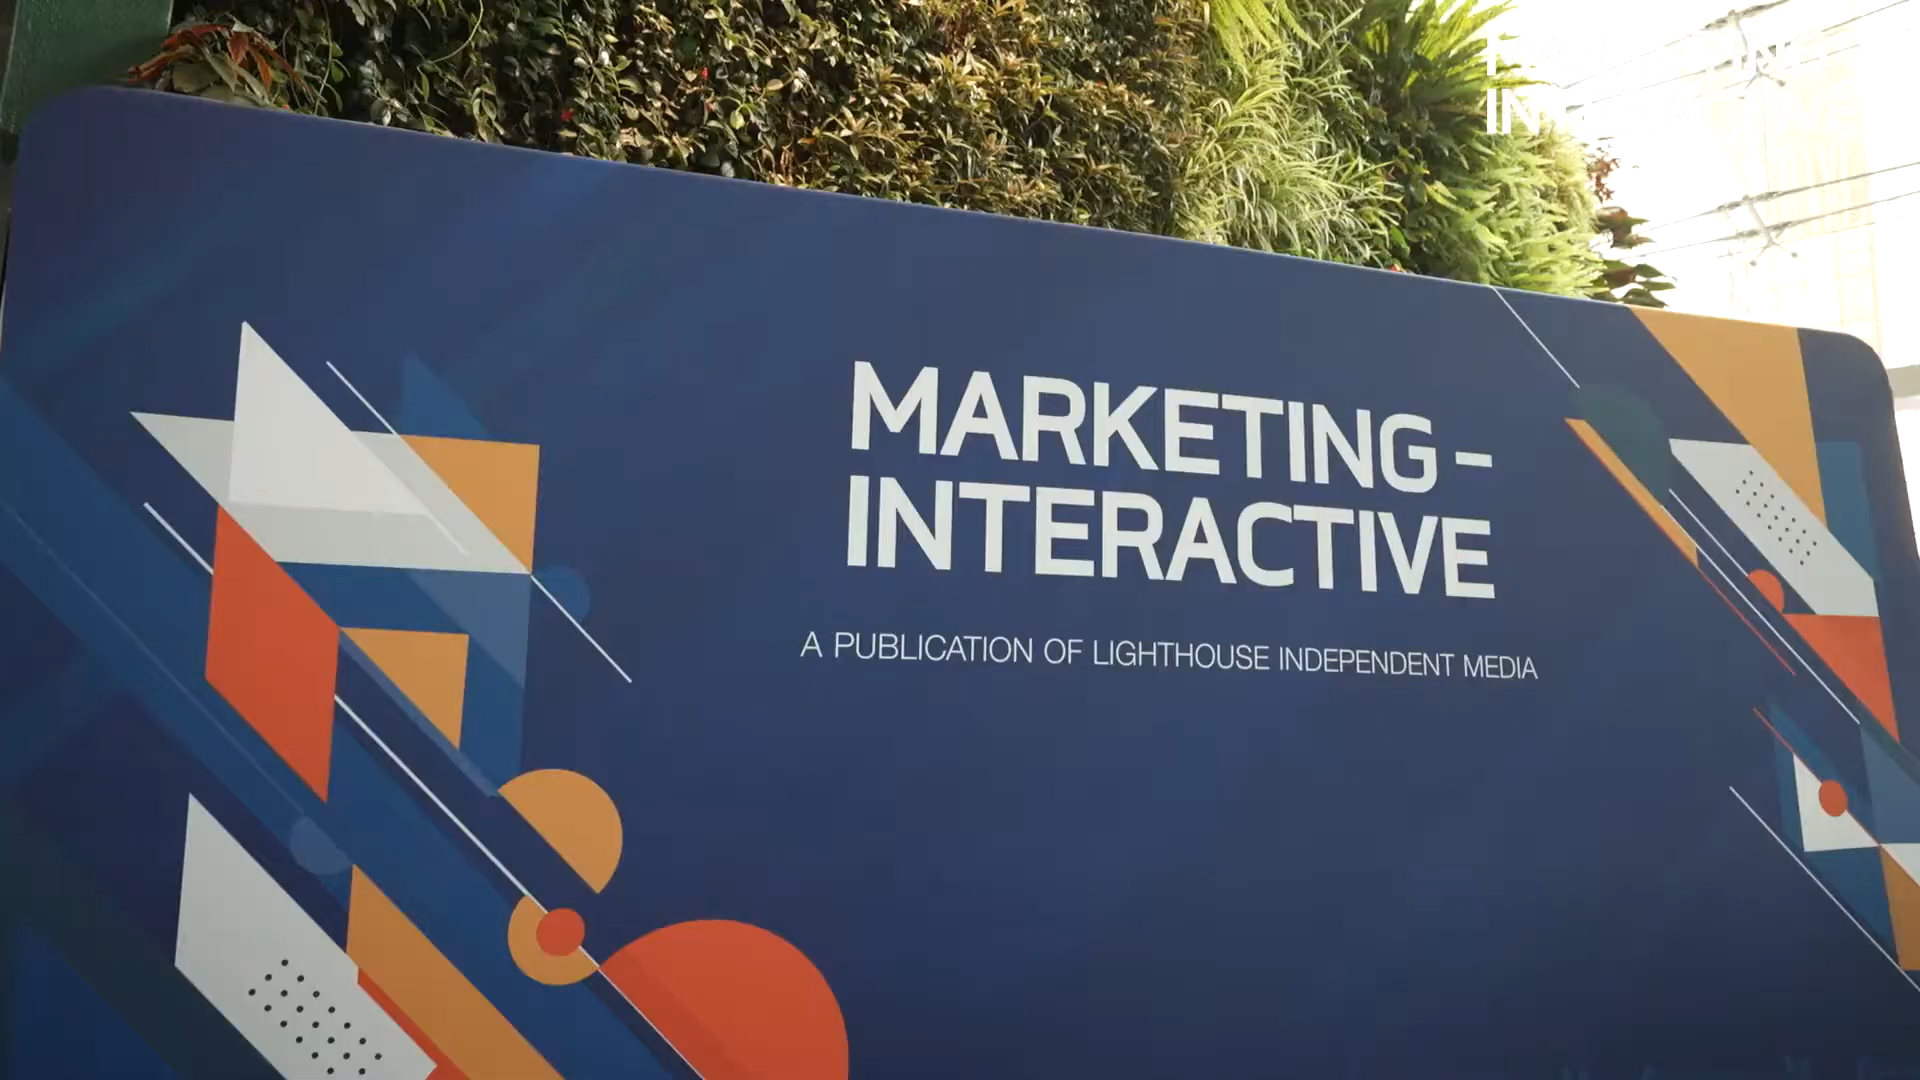 MARKETING-
INTERACTIVE
A PUBLICATION OF LIGHTHOUSE INDEPENDENT MEDIA